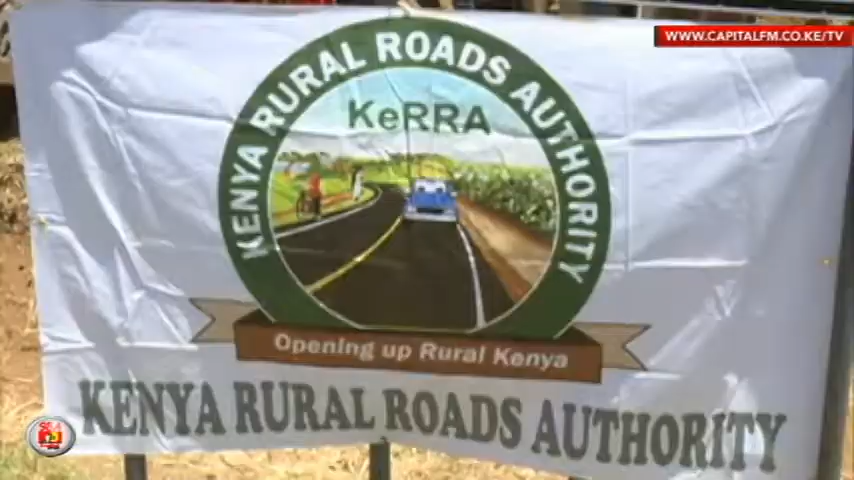 WWW.CAPITALFM.CO.KE/TV
KENYA RURAL ROADS AUTHORITY
KeRRA
Opening up Rural Kenya
KENYA RURAL ROADS AUTHORITY